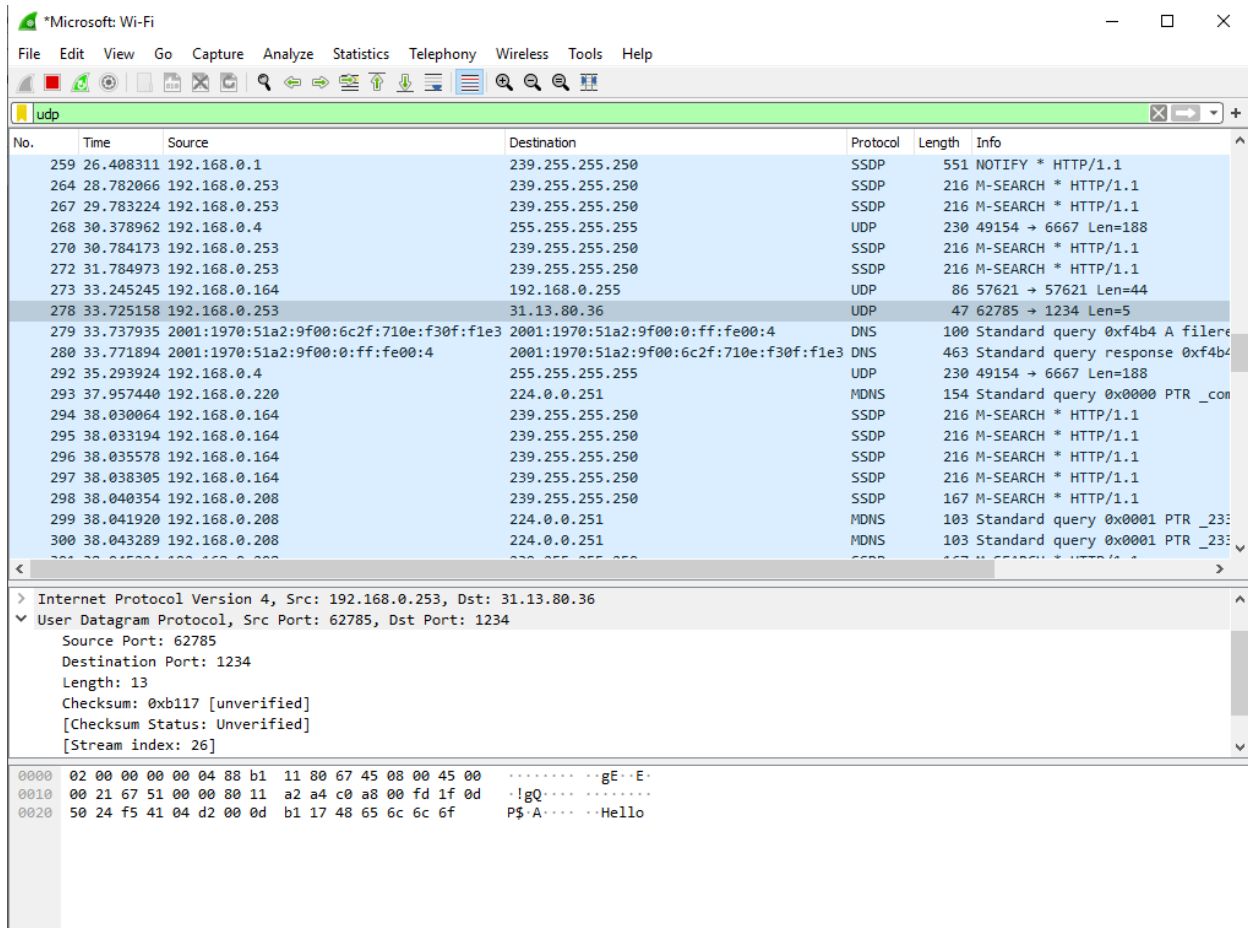 *Microsoft: Wi-Fi
File Edit View Go Capture Analyze Statistics Telephony Wireless Tools Help
udp
No. Time Source Destination Protocol Length Info
259 26.408311 192.168.0.1 239.255.255.250 SSDP 551 NOTIFY * HTTP/1.1
264 28.782066 192.168.0.253 239.255.255.250 SSDP 216 M-SEARCH * HTTP/1.1
267 29.783224 192.168.0.253 239.255.255.250 SSDP 216 M-SEARCH * HTTP/1.1
268 30.378962 192.168.0.4 255.255.255.255 UDP 230 49154 → 6667 Len=188
270 30.784173 192.168.0.253 239.255.255.250 SSDP 216 M-SEARCH * HTTP/1.1
272 31.784973 192.168.0.253 239.255.255.250 SSDP 216 M-SEARCH * HTTP/1.1
273 33.245245 192.168.0.164 192.168.0.255 UDP 86 57621 → 57621 Len=44
278 33.725158 192.168.0.253 31.13.80.36 UDP 47 62785 → 1234 Len=5
279 33.737935 2001:1970:51a2:9f00:6c2f:710e:f30f:f1e3 2001:1970:51a2:9f00:0:ff:fe00:4 DNS 100 Standard query 0xf4b4 A filere
280 33.771894 2001:1970:51a2:9f00:0:ff:fe00:4 2001:1970:51a2:9f00:6c2f:710e:f30f:f1e3 DNS 463 Standard query response 0xf4b4
292 35.293924 192.168.0.4 255.255.255.255 UDP 230 49154 → 6667 Len=188
293 37.957440 192.168.0.220 224.0.0.251 MDNS 154 Standard query 0x0000 PTR _com
294 38.030064 192.168.0.164 239.255.255.250 SSDP 216 M-SEARCH * HTTP/1.1
295 38.033194 192.168.0.164 239.255.255.250 SSDP 216 M-SEARCH * HTTP/1.1
296 38.035578 192.168.0.164 239.255.255.250 SSDP 216 M-SEARCH * HTTP/1.1
297 38.038305 192.168.0.164 239.255.255.250 SSDP 216 M-SEARCH * HTTP/1.1
298 38.040354 192.168.0.208 239.255.255.250 SSDP 167 M-SEARCH * HTTP/1.1
299 38.041920 192.168.0.208 224.0.0.251 MDNS 103 Standard query 0x0001 PTR _233
300 38.043289 192.168.0.208 224.0.0.251 MDNS 103 Standard query 0x0001 PTR _233
Internet Protocol Version 4, Src: 192.168.0.253, Dst: 31.13.80.36
User Datagram Protocol, Src Port: 62785, Dst Port: 1234
Source Port: 62785
Destination Port: 1234
Length: 13
Checksum: 0xb117 [unverified]
[Checksum Status: Unverified]
[Stream index: 26]
0000 02 00 00 00 00 04 88 b1 11 80 67 45 08 00 45 00 ········ ··gE··E·
0010 00 21 67 51 00 00 80 11 a2 a4 c0 a8 00 fd 1f 0d ·!gQ···· ········
0020 50 24 f5 41 04 d2 00 0d b1 17 48 65 6c 6c 6f P$·A···· ··Hello